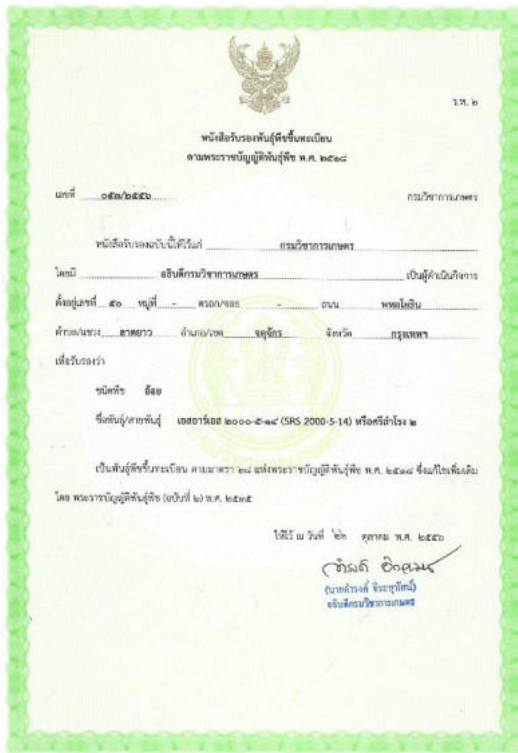 ร.พ. ๒
หนังสือรับรองพันธุ์พืชขึ้นทะเบียน
ตามพระราชบัญญัติพันธุ์พืช พ.ศ. ๒๕๑๘
เลขที่ ๐๕๓/๒๕๕๖ กรมวิชาการเกษตร
หนังสือรับรองฉบับนี้ให้ไว้แก่ กรมวิชาการเกษตร
โดยมี อธิบดีกรมวิชาการเกษตร เป็นผู้ดำเนินกิจการ
ตั้งอยู่เลขที่ ๕๐ หมู่ที่ - ตรอก/ซอย - ถนน พหลโยธิน
ตำบล/แขวง ลาดยาว อำเภอ/เขต จตุจักร จังหวัด กรุงเทพฯ
เพื่อรับรองว่า
ชนิดพืช อ้อย
ชื่อพันธุ์/สายพันธุ์ เอสอาร์เอส ๒๐๐๐-๕-๑๔ (SRS 2000-5-14) หรือศรีสำโรง ๒
เป็นพันธุ์พืชขึ้นทะเบียน ตามมาตรา ๒๘ แห่งพระราชบัญญัติพันธุ์พืช พ.ศ. ๒๕๑๘ ซึ่งแก้ไขเพิ่มเติม
โดย พระราชบัญญัติพันธุ์พืช (ฉบับที่ ๒) พ.ศ. ๒๕๓๕
ให้ไว้ ณ วันที่ ๒๒ ตุลาคม พ.ศ. ๒๕๕๖
(นายดำรงค์ จิระสุทัศน์)
อธิบดีกรมวิชาการเกษตร